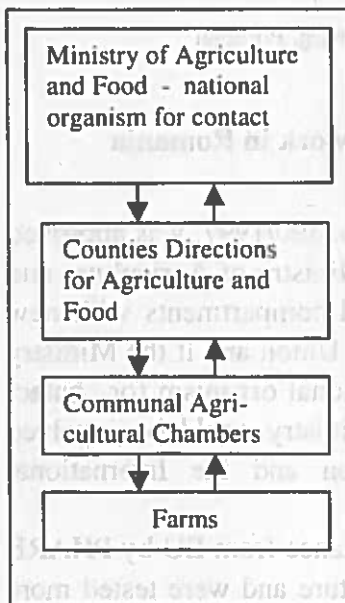 Ministry of Agriculture
and Food - national
organism for contact
Counties Directions
for Agriculture and
Food
Communal Agri-
cultural Chambers
Farms